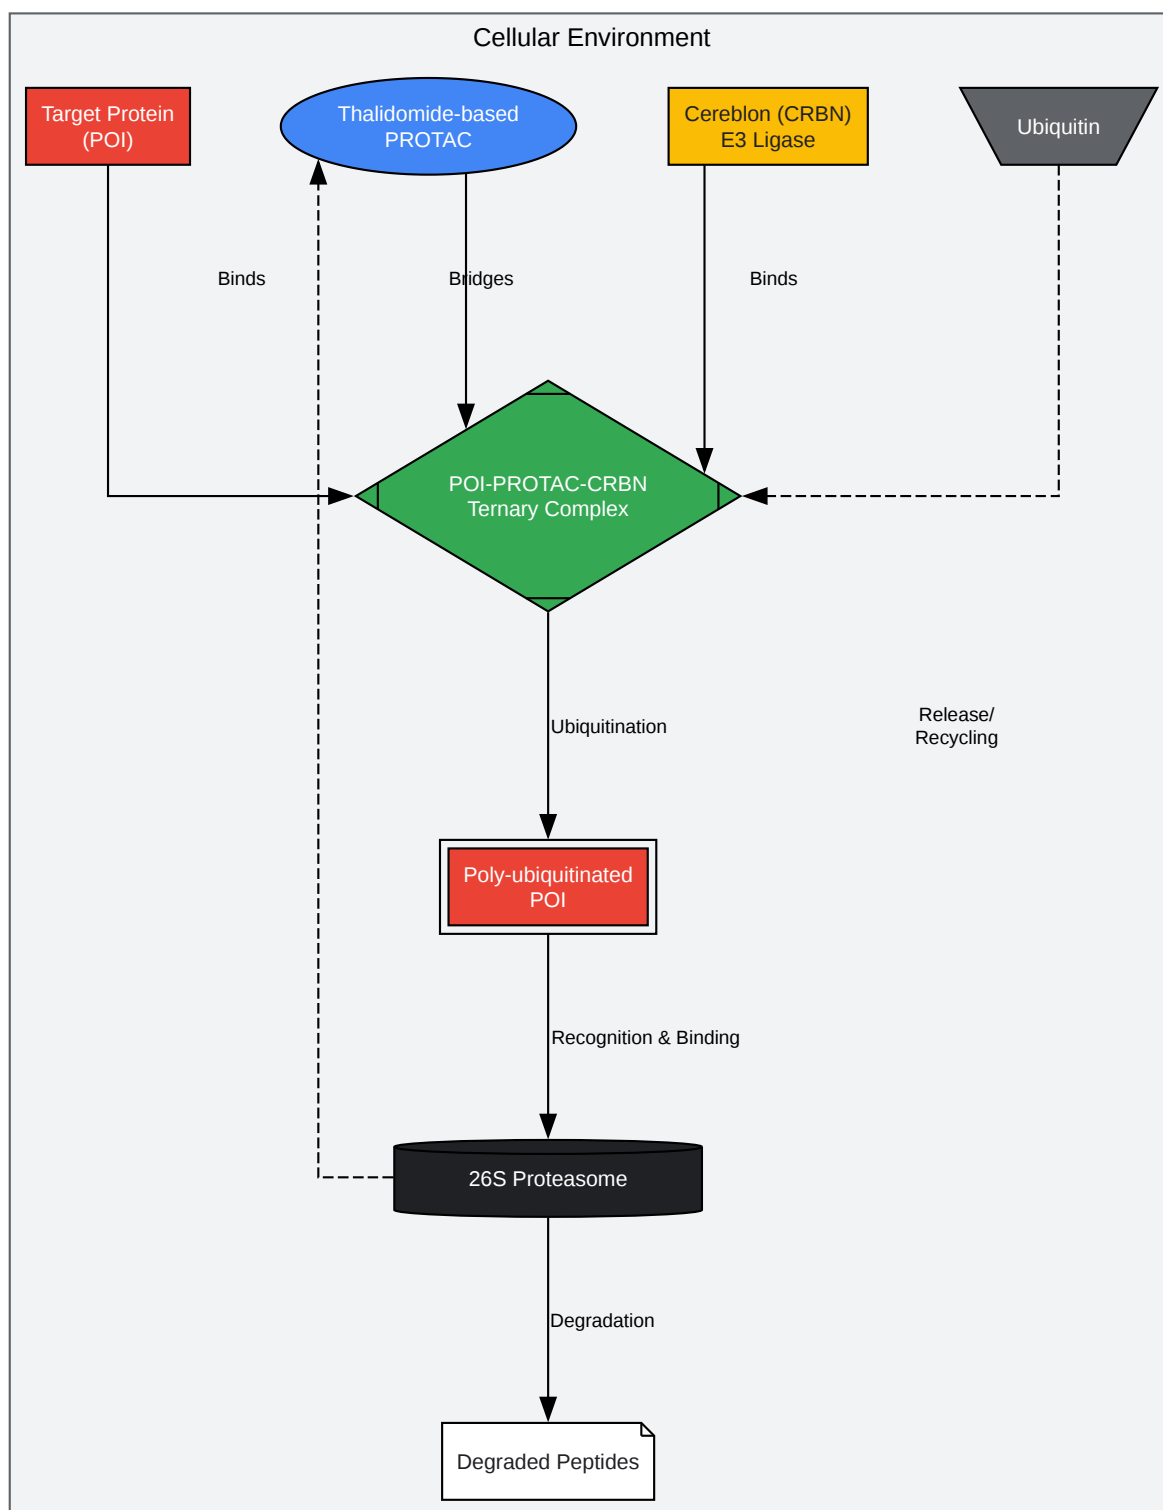 Cellular Environment
Target Protein
(POI)
Thalidomide-based
PROTAC
Cereblon (CRBN)
E3 Ligase
Ubiquitin
Binds
Bridges
Binds
POI-PROTAC-CRBN
Ternary Complex
Ubiquitination
Release/
Recycling
Poly-ubiquitinated
POI
Recognition & Binding
26S Proteasome
Degradation
Degraded Peptides